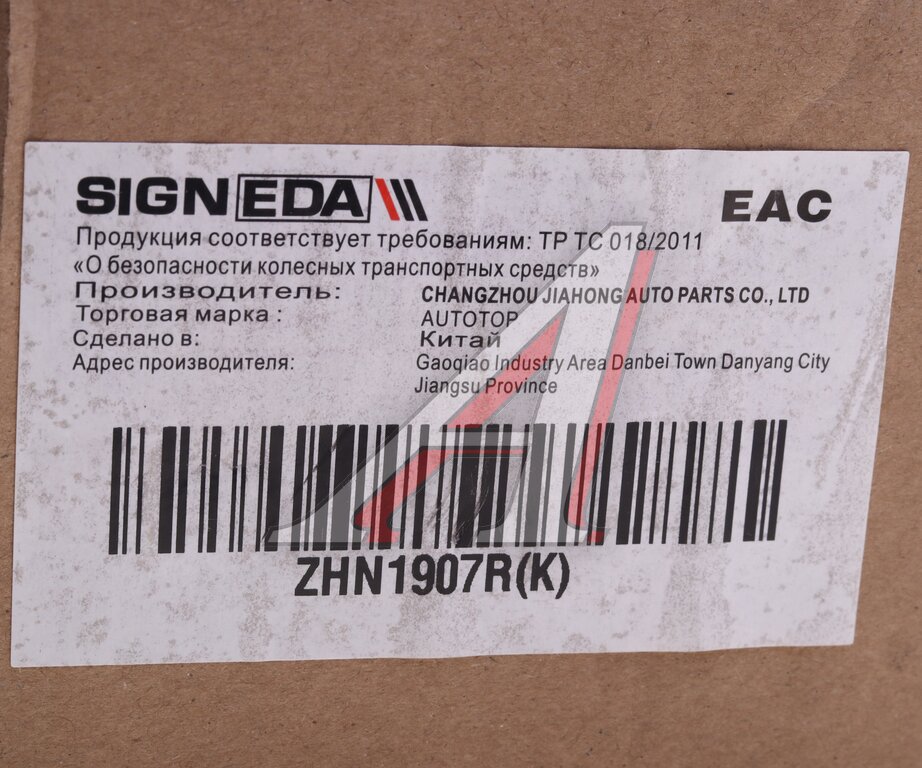 SIGNEDA
EAC
Продукция соответствует требованиям: ТР ТС 018/2011
«О безопасности колесных транспортных средств»
Производитель: CHANGZHOU JIAHONG AUTO PARTS CO., LTD
Торговая марка : AUTOTOP
Сделано в: Китай
Адрес производителя: Gaoqiao Industry Area Danbei Town Danyang City
Jiangsu Province
ZHN1907R(K)